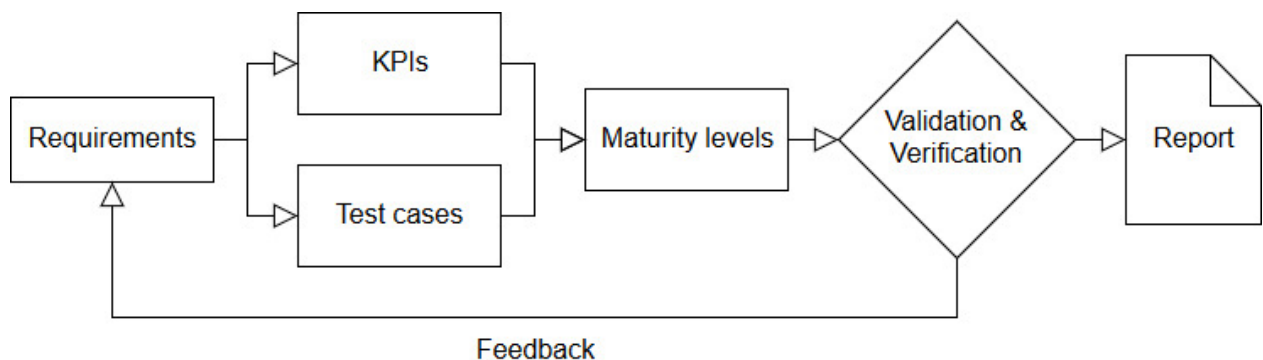 KPIs
Requirements
Test cases
Maturity levels
Validation &
Verification
Report
Feedback